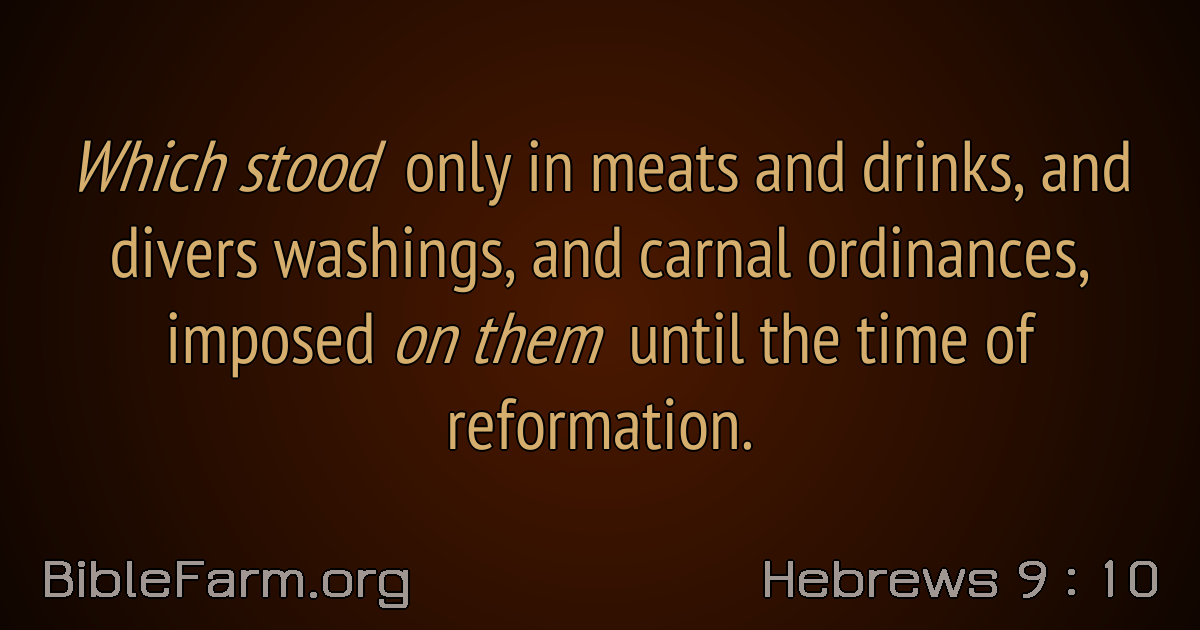 Which stood only in meats and drinks, and
divers washings, and carnal ordinances,
imposed on them until the time of
reformation.
BibleFarm.org
Hebrews 9 : 10